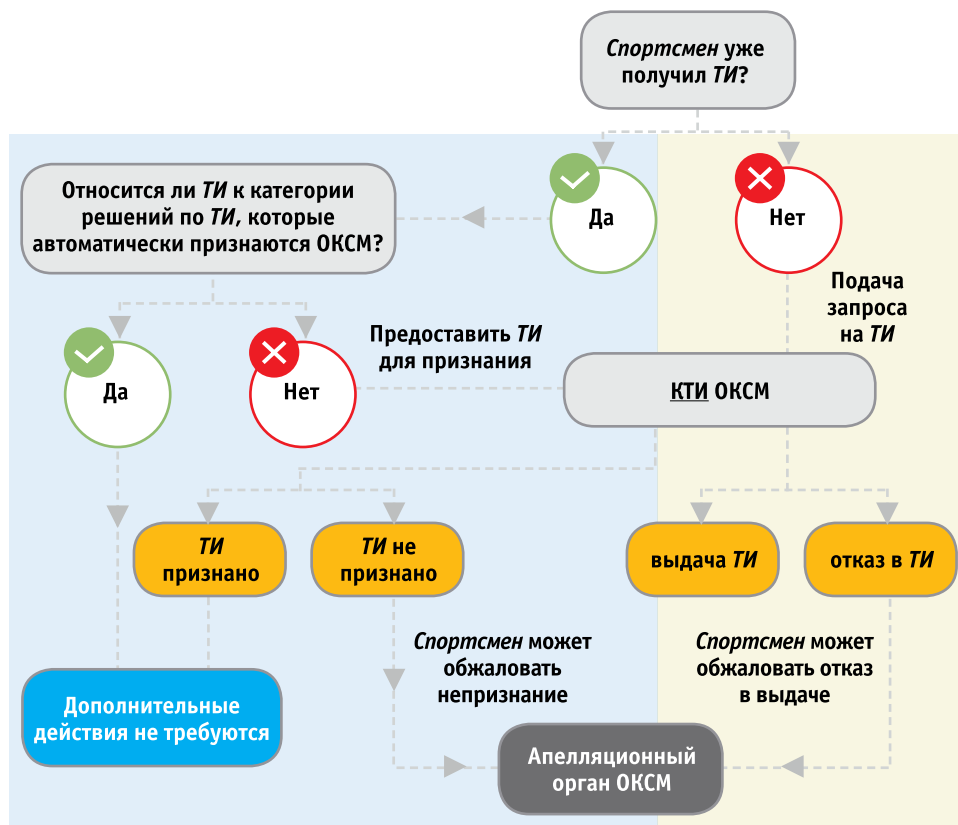 Спортсмен уже
получил ТИ?
Относится ли ТИ к категории
решений по ТИ, которые
автоматически признаются ОКСМ?
Да
Нет
Подача
запроса
на ТИ
Да
Нет
Предоставить ТИ
для признания
КТИ ОКСМ
ТИ
признано
ТИ не
признано
выдача ТИ
отказ в ТИ
Спортсмен может
обжаловать
непризнание
Спортсмен может
обжаловать отказ
в выдаче
Дополнительные
действия не требуются
Апелляционный
орган ОКСМ